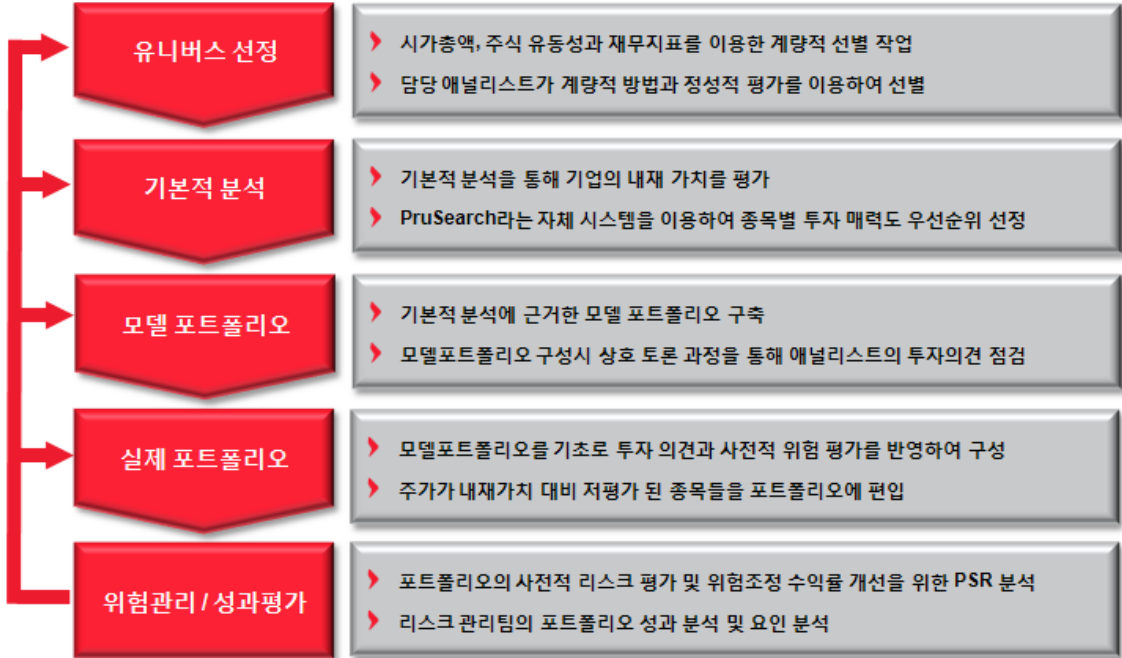 유니버스 선정
시가총액, 주식 유동성과 재무지표를 이용한 계량적 선별 작업
담당 애널리스트가 계량적 방법과 정성적 평가를 이용하여 선별
기본적 분석
기본적 분석을 통해 기업의 내재 가치를 평가
PruSearch라는 자체 시스템을 이용하여 종목별 투자 매력도 우선순위 선정
모델 포트폴리오
기본적 분석에 근거한 모델 포트폴리오 구축
모델포트폴리오 구성시 상호 토론 과정을 통해 애널리스트의 투자의견 점검
실제 포트폴리오
모델포트폴리오를 기초로 투자 의견과 사전적 위험 평가를 반영하여 구성
주가가 내재가치 대비 저평가 된 종목들을 포트폴리오에 편입
위험관리 / 성과평가
포트폴리오의 사전적 리스크 평가 및 위험조정 수익률 개선을 위한 PSR 분석
리스크 관리팀의 포트폴리오 성과 분석 및 요인 분석